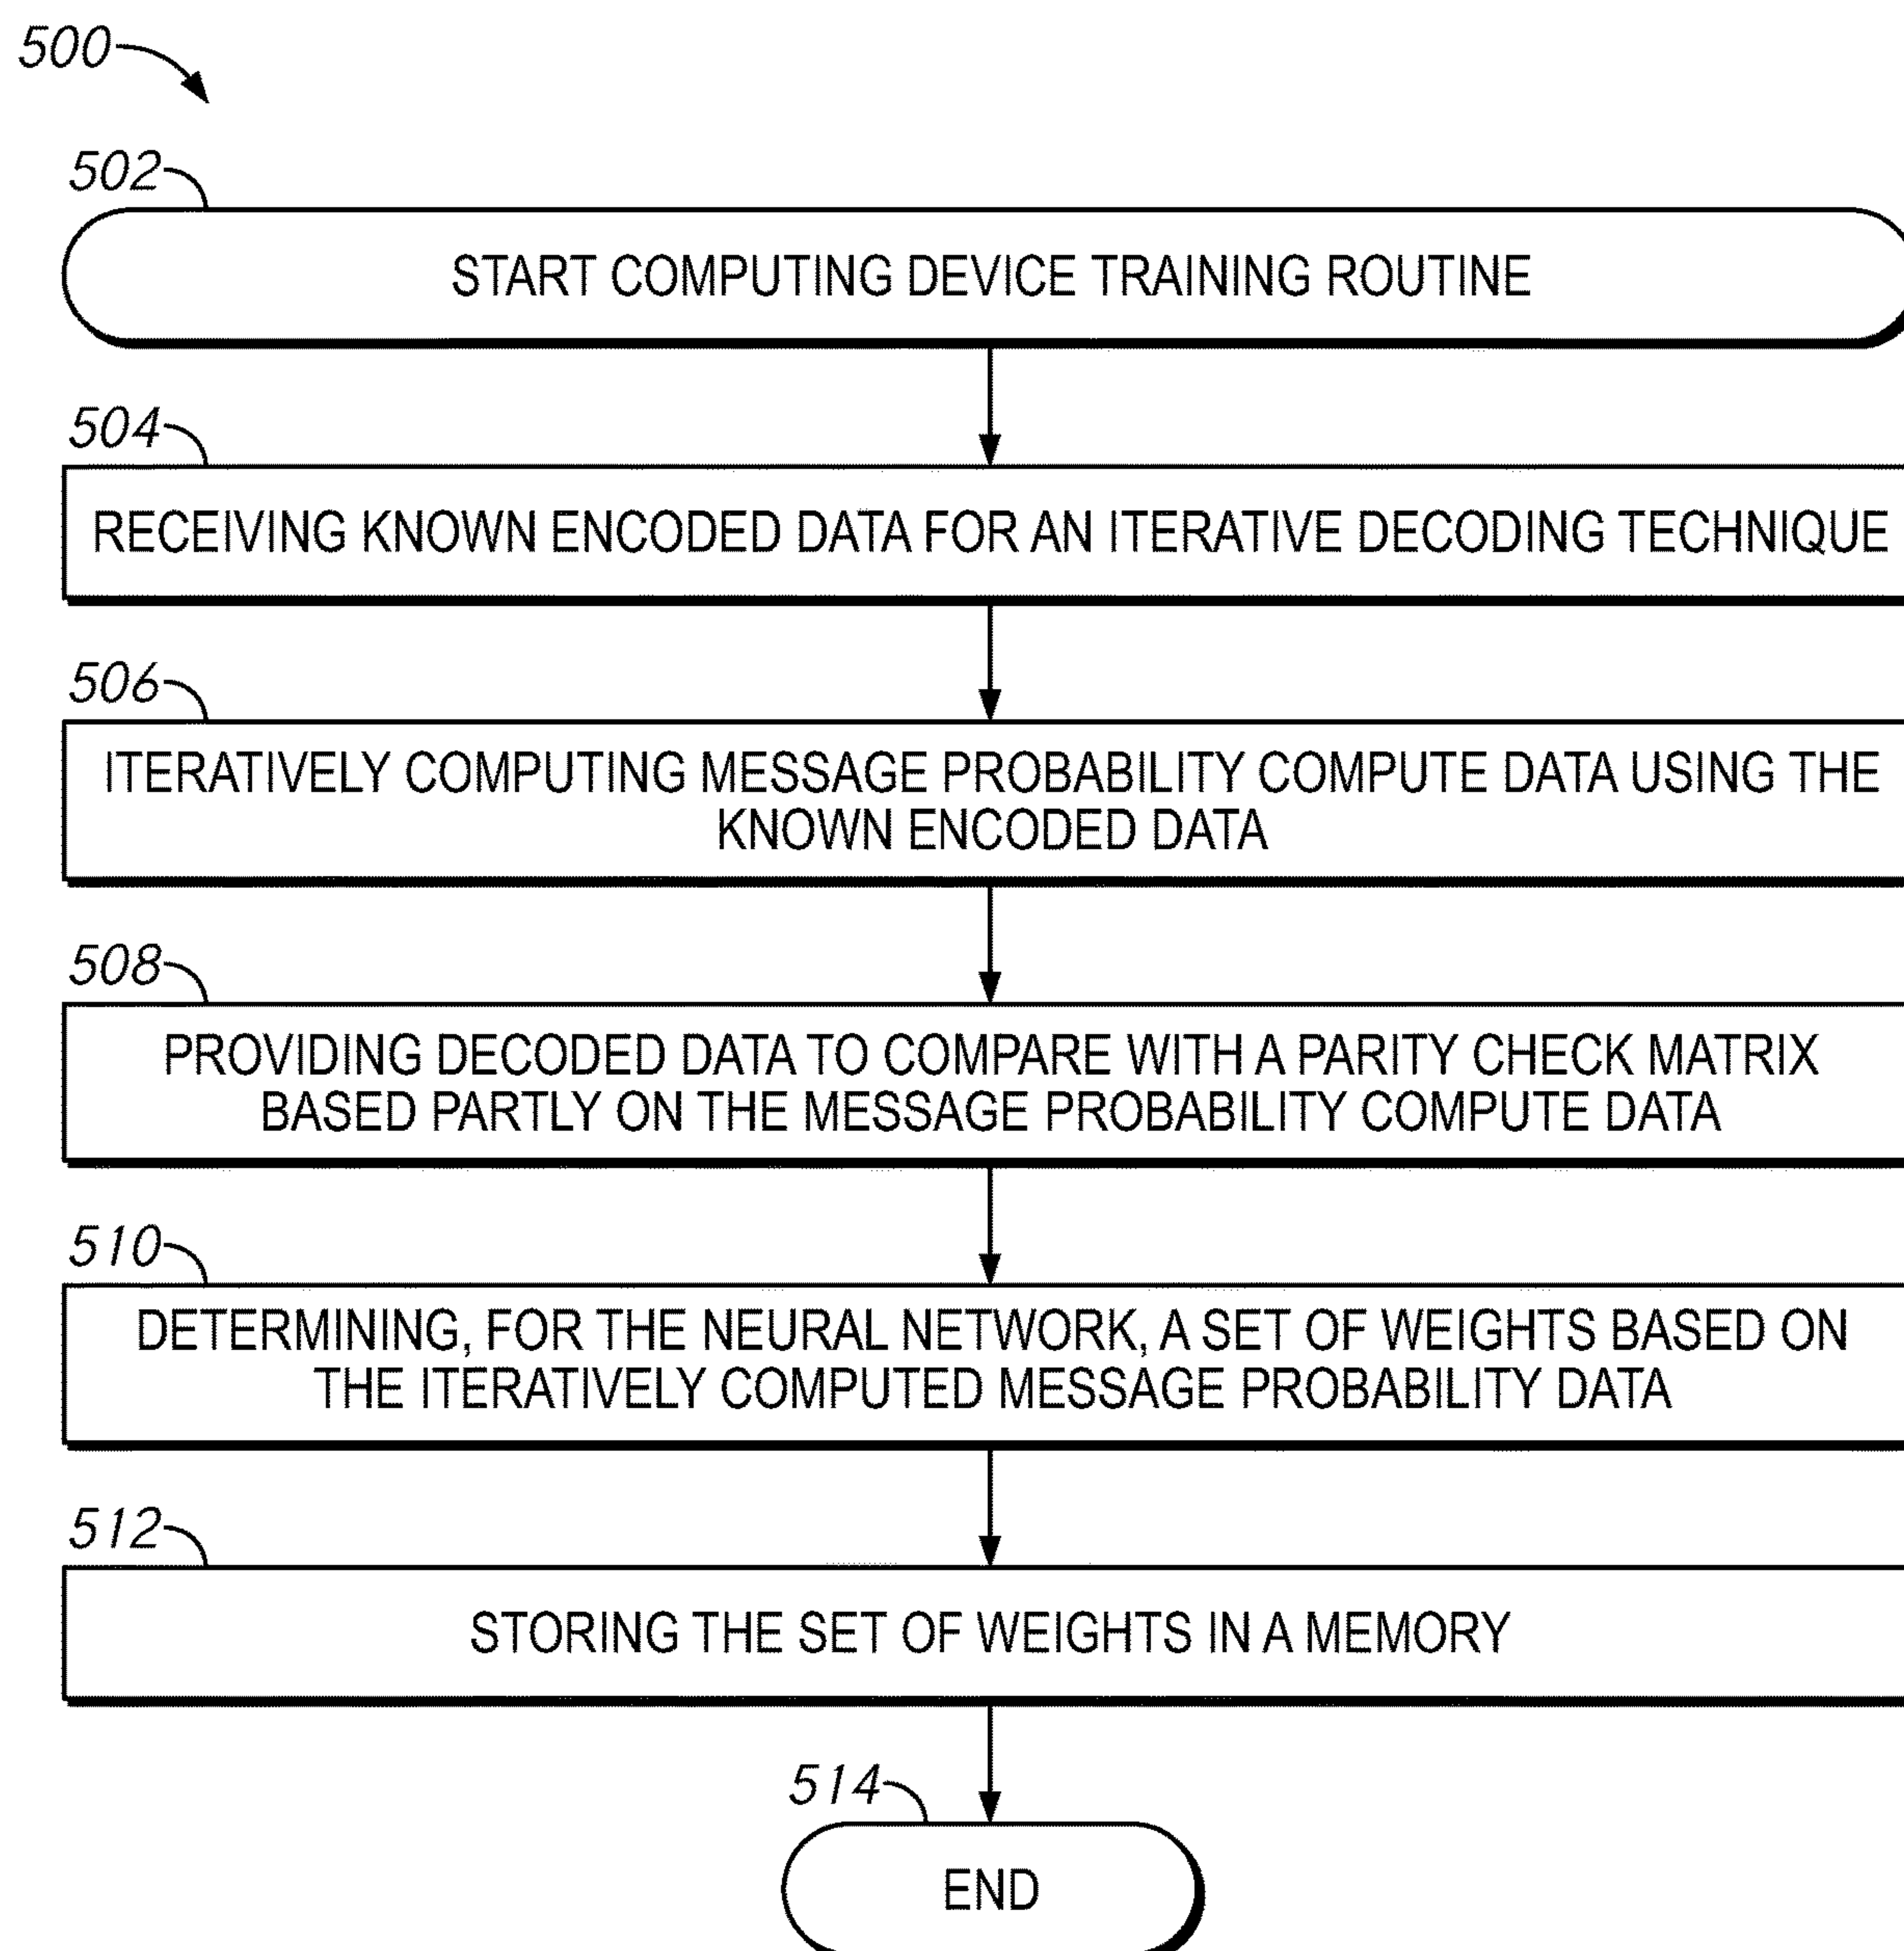 500
502
START COMPUTING DEVICE TRAINING ROUTINE
504
RECEIVING KNOWN ENCODED DATA FOR AN ITERATIVE DECODING TECHNIQUE
506
ITERATIVELY COMPUTING MESSAGE PROBABILITY COMPUTE DATA USING THE
KNOWN ENCODED DATA
508
PROVIDING DECODED DATA TO COMPARE WITH A PARITY CHECK MATRIX
BASED PARTLY ON THE MESSAGE PROBABILITY COMPUTE DATA
510
DETERMINING, FOR THE NEURAL NETWORK, A SET OF WEIGHTS BASED ON
THE ITERATIVELY COMPUTED MESSAGE PROBABILITY DATA
512
STORING THE SET OF WEIGHTS IN A MEMORY
514
END